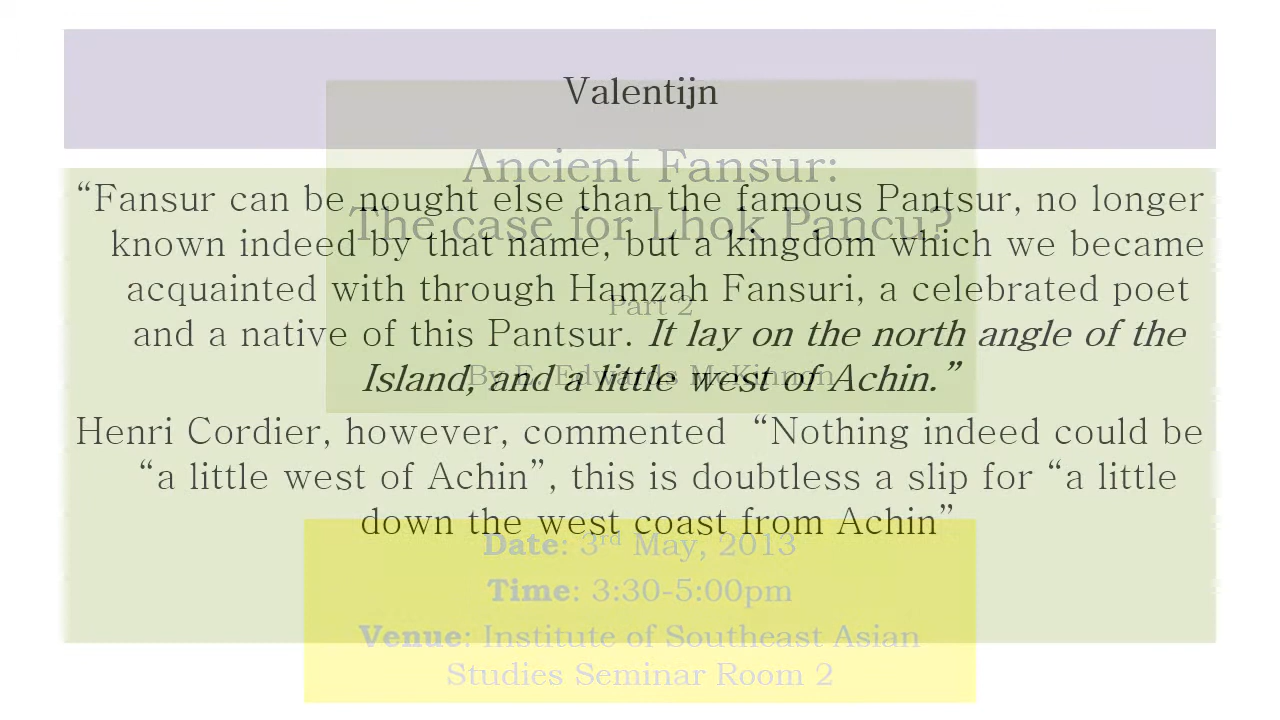 Valentijn
“Fansur can be nought else than the famous Pantsur, no longer
known indeed by that name, but a kingdom which we became
acquainted with through Hamzah Fansuri, a celebrated poet
and a native of this Pantsur. It lay on the north angle of the
Island, and a little west of Achin.”
Henri Cordier, however, commented “Nothing indeed could be
“a little west of Achin”, this is doubtless a slip for “a little
down the west coast from Achin”
Ancient Fansur:
The case for Lhok Pancu?
Part 2
By E. Edwards McKinnon
Date: 3rd May, 2013
Time: 3:30-5:00pm
Venue: Institute of Southeast Asian
Studies Seminar Room 2